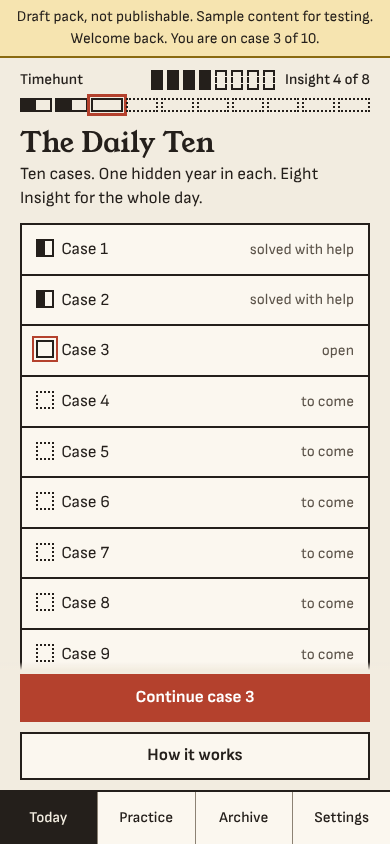 Draft pack, not publishable. Sample content for testing.
Welcome back. You are on case 3 of 10.
Timehunt
Insight 4 of 8
The Daily Ten
Ten cases. One hidden year in each. Eight
Insight for the whole day.
Case 1 solved with help
Case 2 solved with help
Case 3 open
Case 4 to come
Case 5 to come
Case 6 to come
Case 7 to come
Case 8 to come
Case 9 to come
Continue case 3
How it works
Today Practice Archive Settings